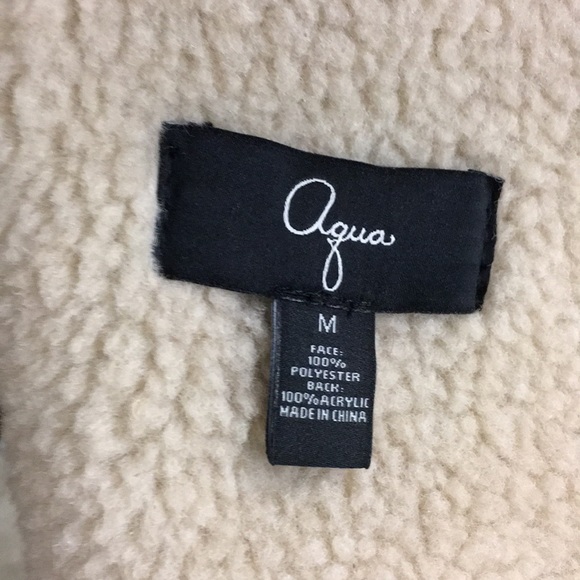 Aqua
M
FACE:
100%
POLYESTER
BACK:
100% ACRYLIC
MADE IN CHINA